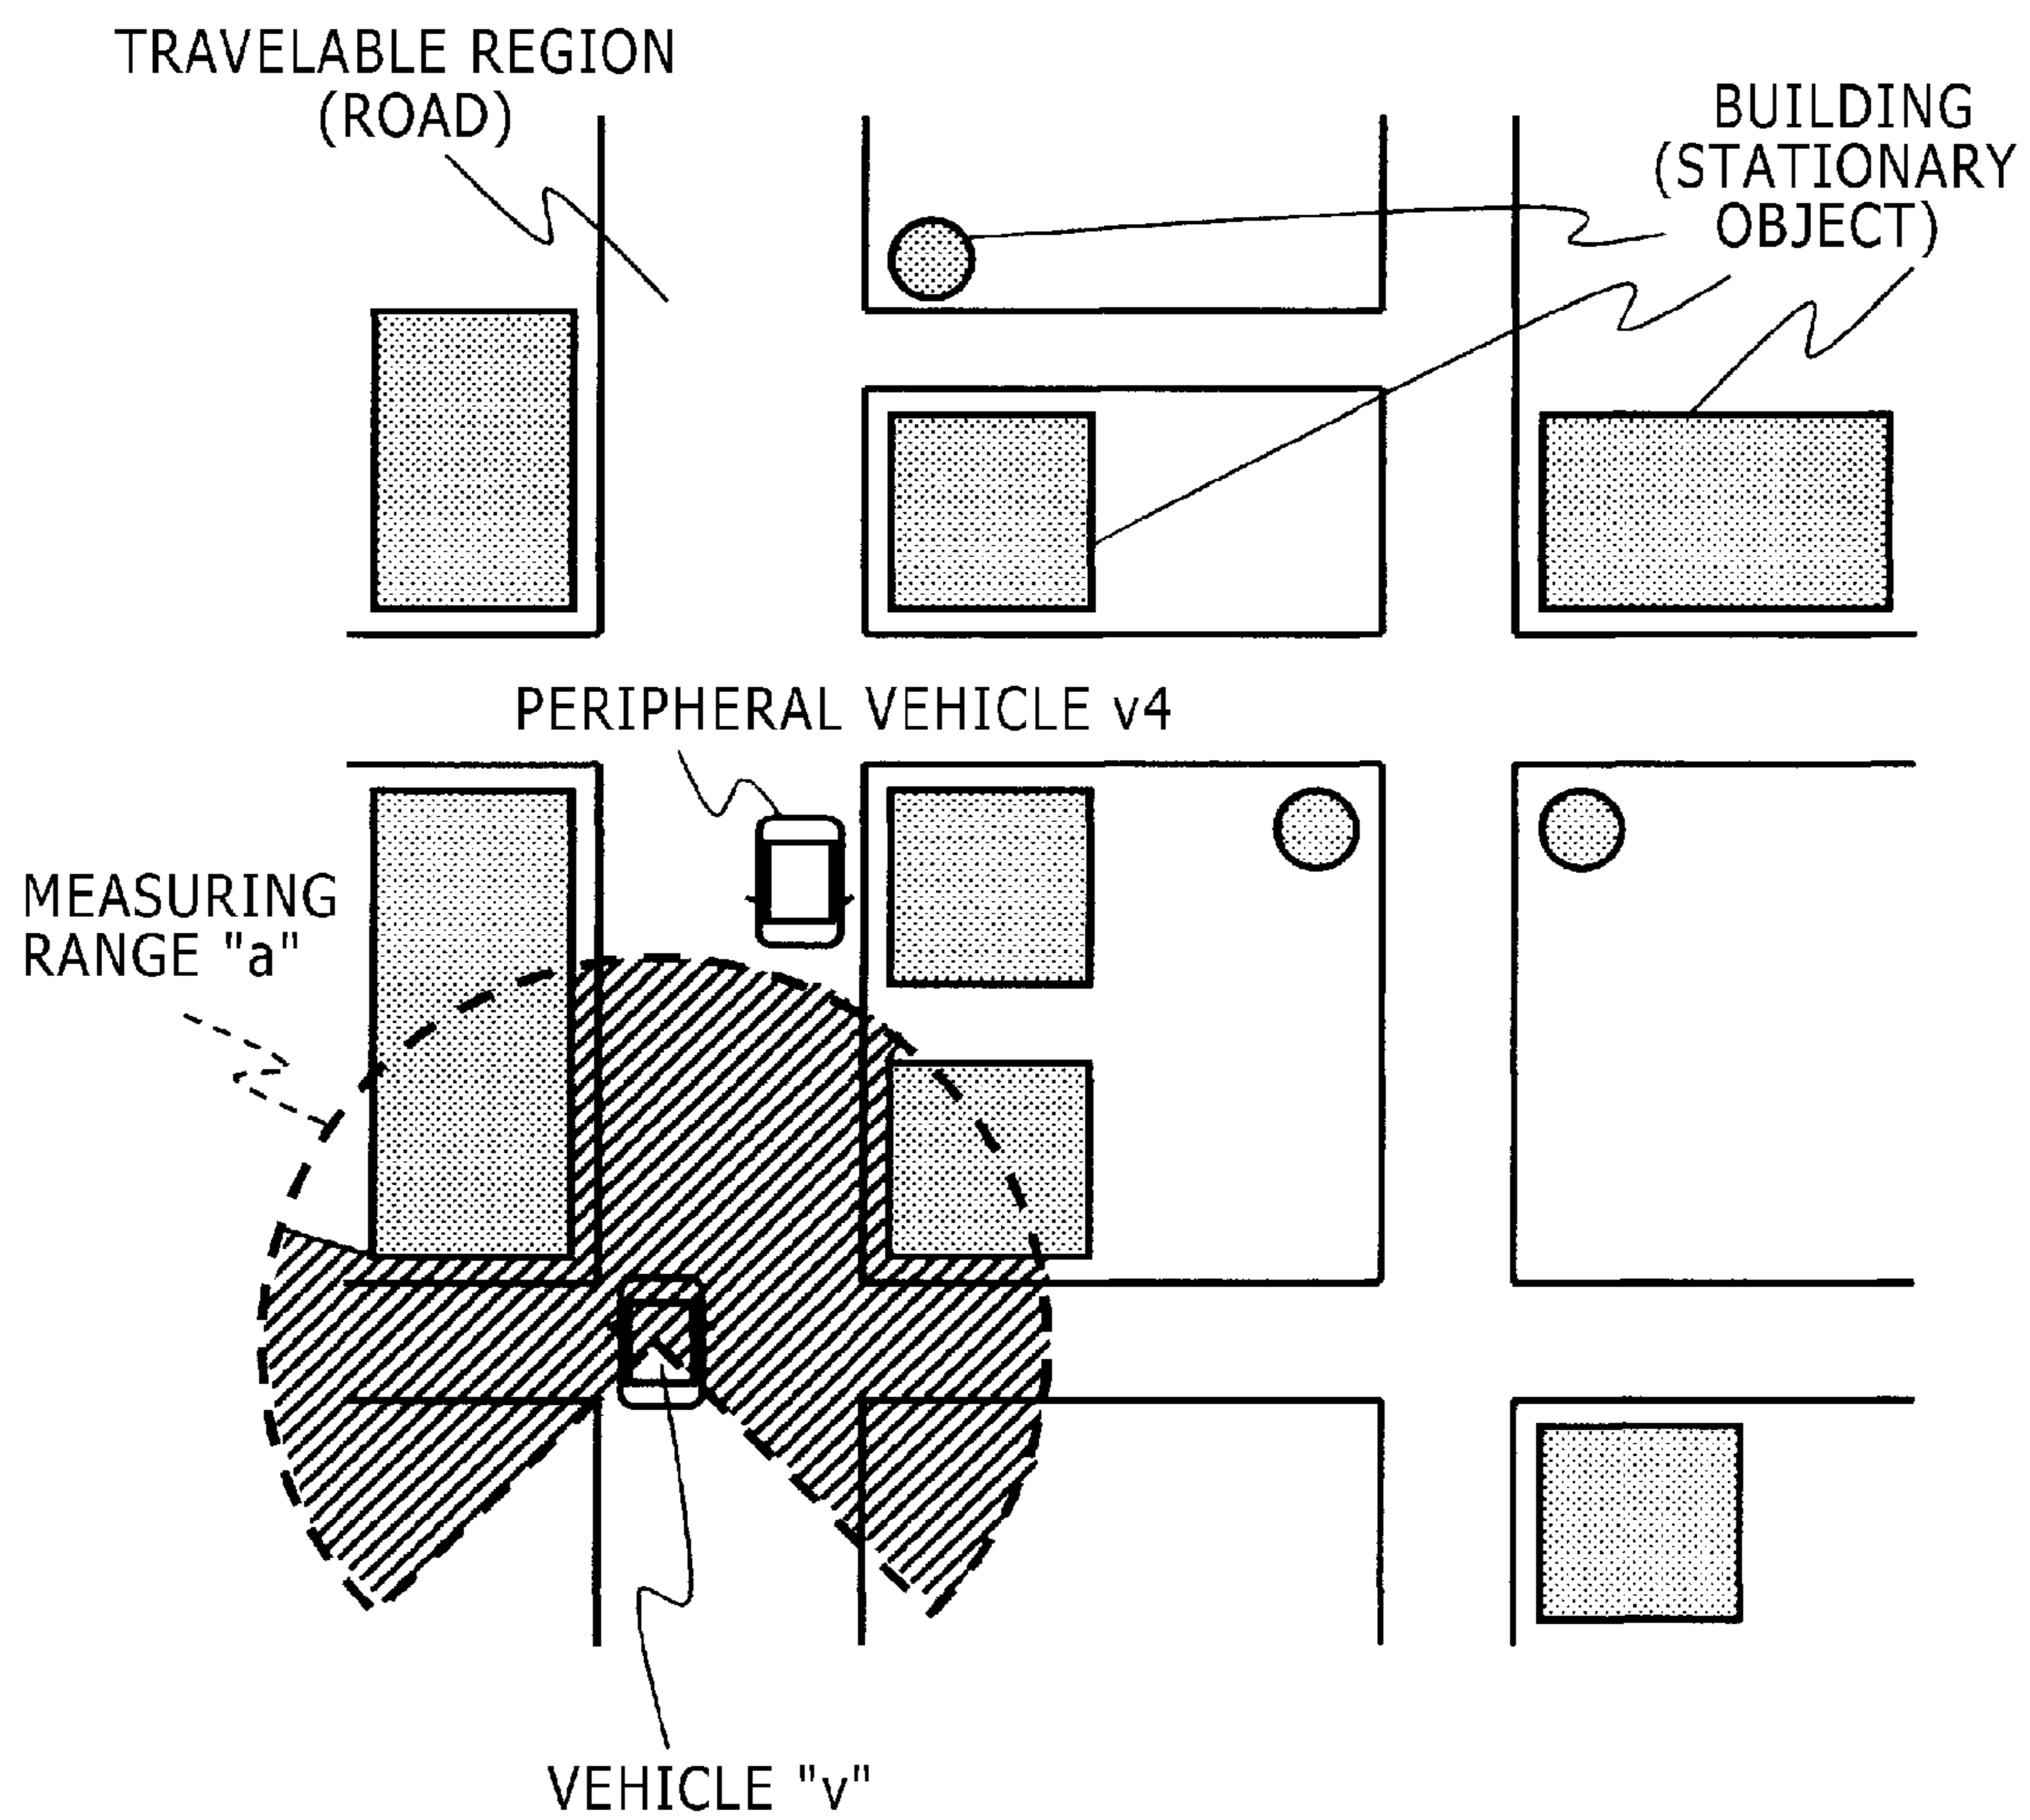 TRAVELABLE REGION
(ROAD)
BUILDING
(STATIONARY
OBJECT)
PERIPHERAL VEHICLE v4
MEASURING
RANGE "a"
VEHICLE "v"